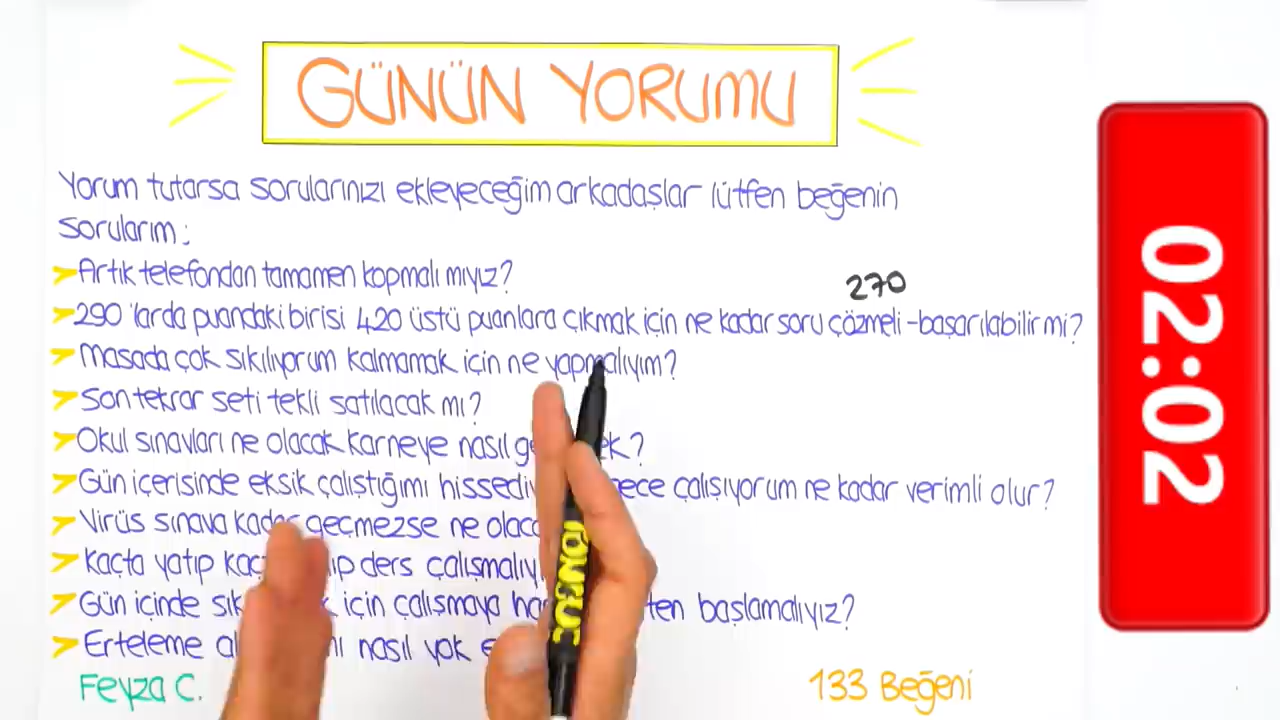 GÜNÜN YORUMU
Yorum tutarsa sorularınızı ekleyeceğim arkadaşlar lütfen beğenin
sorularım:
➤ Artık telefondan tamamen kopmalı mıyız?
270
➤ 290 'larda puandaki birisi 420 üstü puanlara çıkmak için ne kadar soru çözmeli - başarılabilir mi?
➤ Masada çok sıkılıyorum kalmamak için ne yapmalıyım?
➤ Son tekrar seti tekli satılacak mı?
➤ Okul sınavları ne olacak karneye nasıl
➤ Gün içerisinde eksik çalıştığımı çalışıyorum ne kadar verimli olur?
➤ Virüs sınava kadar geçmezse ne
➤ Kaçta yatıp ders
➤ Gün içinde için çalışmaya başlamalıyız?
➤ Erteleme nasıl yok
Feyza C.
133 Beğeni
TONGUÇ
02:02